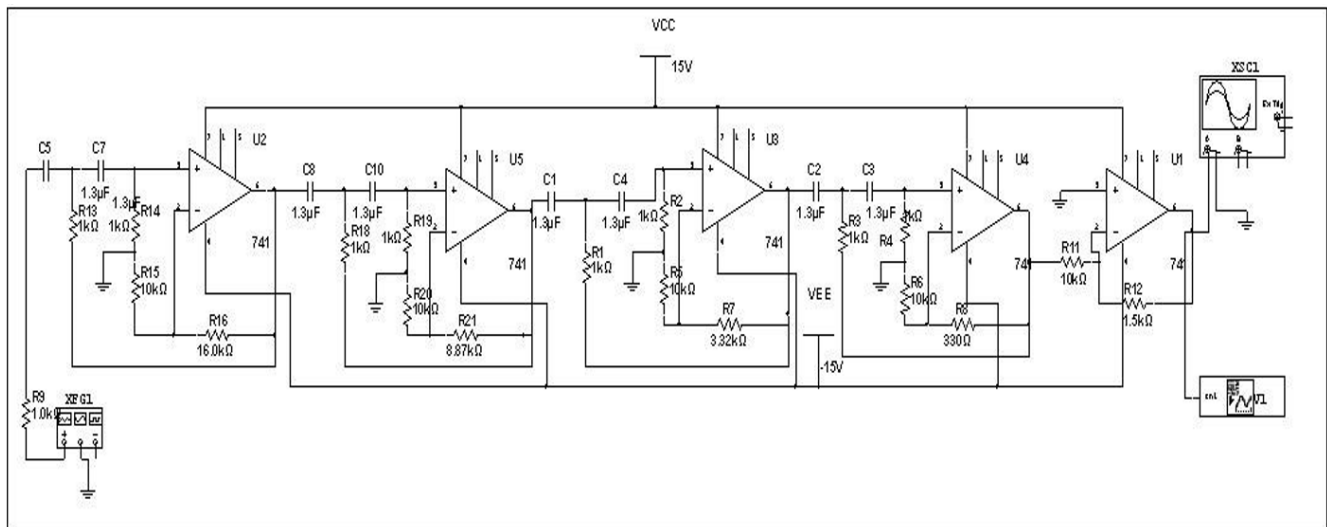 VCC
15V
XSC1
Ex Trig
U2
C5
C7
1.3µF
1.3µF
R13
1kΩ
R14
1kΩ
R15
10kΩ
R16
16.0kΩ
741
C8
1.3µF
C10
1.3µF
U5
R18
1kΩ
R19
1kΩ
R20
10kΩ
R21
8.87kΩ
741
C1
1.3µF
C4
1.3µF
U3
R1
1kΩ
R2
1kΩ
R5
10kΩ
R7
3.32kΩ
741
VEE
-15V
C2
1.3µF
C3
1.3µF
U4
R3
1kΩ
R4
1kΩ
R6
10kΩ
R8
330Ω
741
U1
R11
10kΩ
R12
1.5kΩ
741
R9
1.0kΩ
XFG1